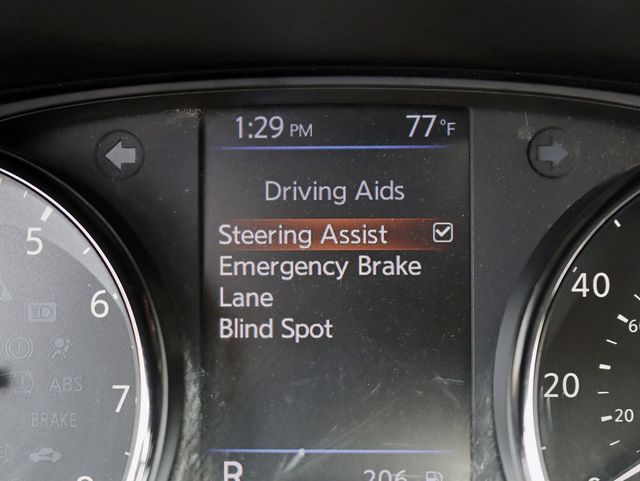 1:29 PM 77°F
Driving Aids
Steering Assist
Emergency Brake
Lane
Blind Spot
R 206
5
6
7
ABS
BRAKE
40
60
20
20